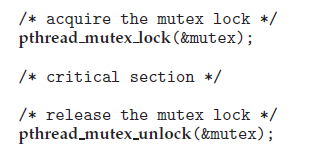 /* acquire the mutex lock */
pthread_mutex_lock(&mutex);
/* critical section */
/* release the mutex lock */
pthread_mutex_unlock(&mutex);